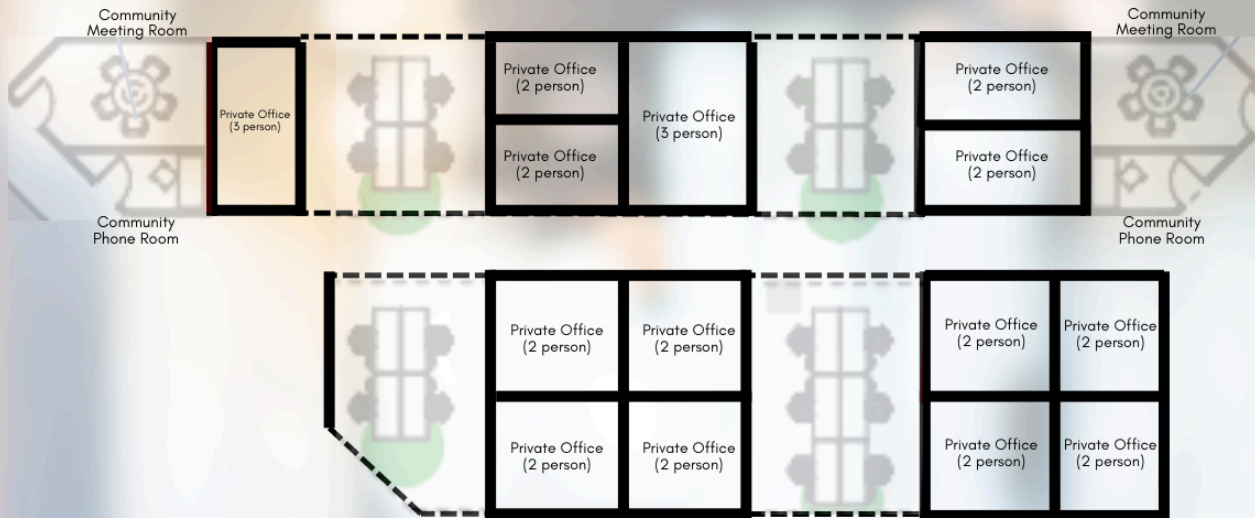 Community
Meeting Room
Community
Meeting Room
Private Office
(3 person)
Private Office
(2 person)
Private Office
(2 person)
Private Office
(3 person)
Private Office
(2 person)
Private Office
(2 person)
Community
Phone Room
Community
Phone Room
Private Office
(2 person)
Private Office
(2 person)
Private Office
(2 person)
Private Office
(2 person)
Private Office
(2 person)
Private Office
(2 person)
Private Office
(2 person)
Private Office
(2 person)